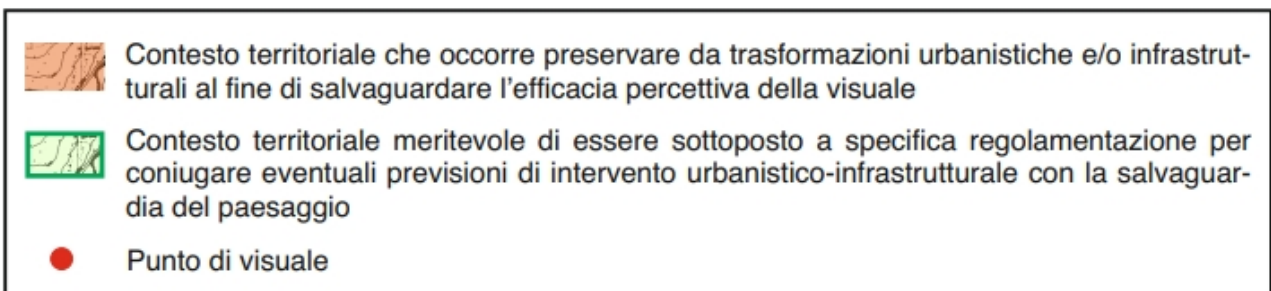 Contesto territoriale che occorre preservare da trasformazioni urbanistiche e/o infrastrut-
turali al fine di salvaguardare l'efficacia percettiva della visuale
Contesto territoriale meritevole di essere sottoposto a specifica regolamentazione per
coniugare eventuali previsioni di intervento urbanistico-infrastrutturale con la salvaguar-
dia del paesaggio
Punto di visuale